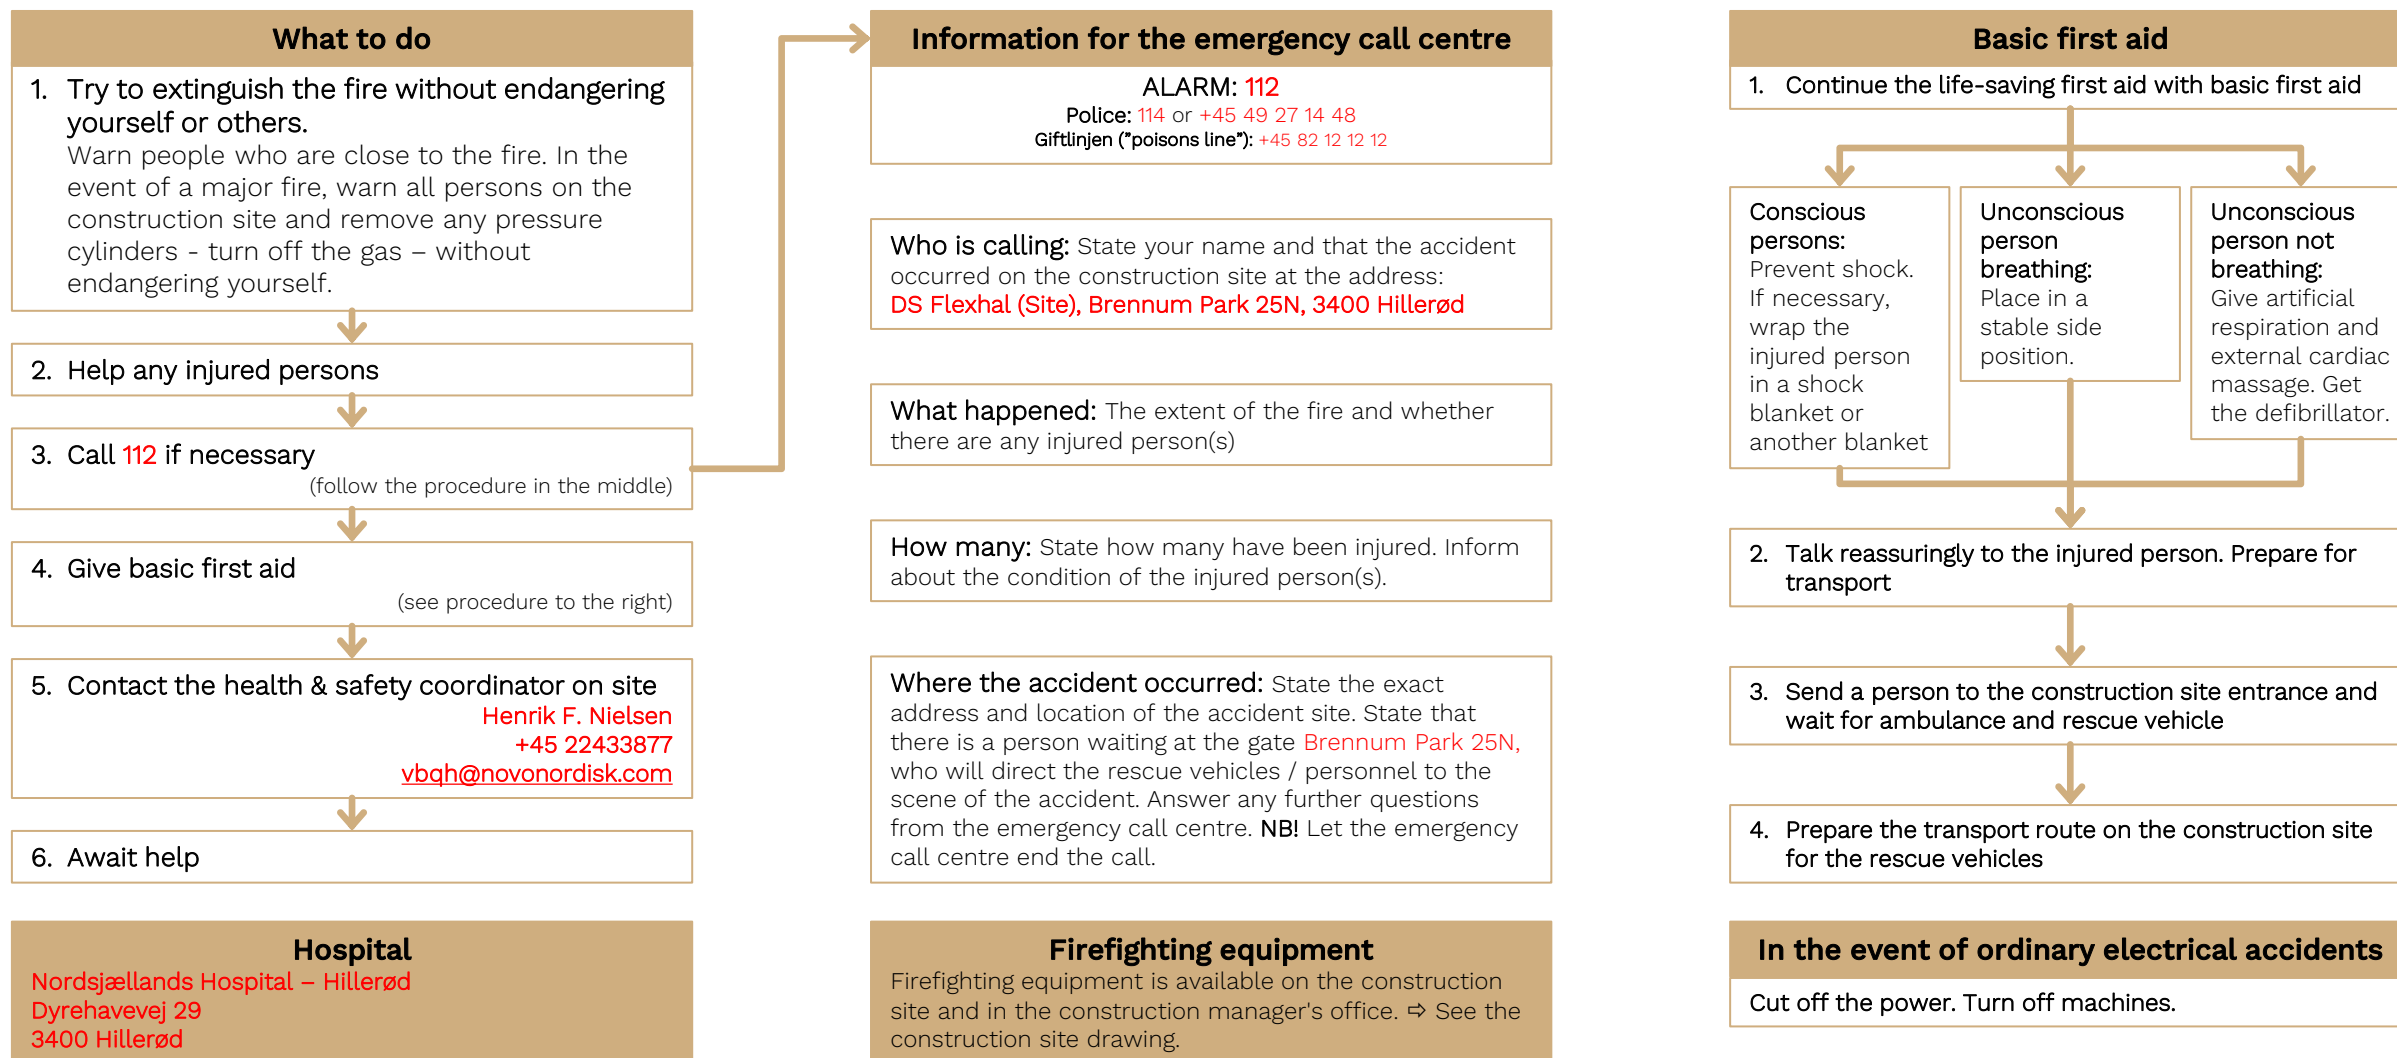 What to do
1. Try to extinguish the fire without endangering
yourself or others.
Warn people who are close to the fire. In the
event of a major fire, warn all persons on the
construction site and remove any pressure
cylinders - turn off the gas – without
endangering yourself.
2. Help any injured persons
3. Call 112 if necessary
(follow the procedure in the middle)
4. Give basic first aid
(see procedure to the right)
5. Contact the health & safety coordinator on site
Henrik F. Nielsen
+45 22433877
vbqh@novonordisk.com
6. Await help
Hospital
Nordsjællands Hospital – Hillerød
Dyrehavevej 29
3400 Hillerød
Information for the emergency call centre
ALARM: 112
Police: 114 or +45 49 27 14 48
Giftlinjen (”poisons line”): +45 82 12 12 12
Who is calling: State your name and that the accident
occurred on the construction site at the address:
DS Flexhal (Site), Brennum Park 25N, 3400 Hillerød
What happened: The extent of the fire and whether
there are any injured person(s)
How many: State how many have been injured. Inform
about the condition of the injured person(s).
Where the accident occurred: State the exact
address and location of the accident site. State that
there is a person waiting at the gate Brennum Park 25N,
who will direct the rescue vehicles / personnel to the
scene of the accident. Answer any further questions
from the emergency call centre. NB! Let the emergency
call centre end the call.
Firefighting equipment
Firefighting equipment is available on the construction
site and in the construction manager's office. ⇨ See the
construction site drawing.
Basic first aid
1. Continue the life-saving first aid with basic first aid
Conscious
persons:
Prevent shock.
If necessary,
wrap the
injured person
in a shock
blanket or
another blanket
Unconscious
person
breathing:
Place in a
stable side
position.
Unconscious
person not
breathing:
Give artificial
respiration and
external cardiac
massage. Get
the defibrillator.
2. Talk reassuringly to the injured person. Prepare for
transport
3. Send a person to the construction site entrance and
wait for ambulance and rescue vehicle
4. Prepare the transport route on the construction site
for the rescue vehicles
In the event of ordinary electrical accidents
Cut off the power. Turn off machines.